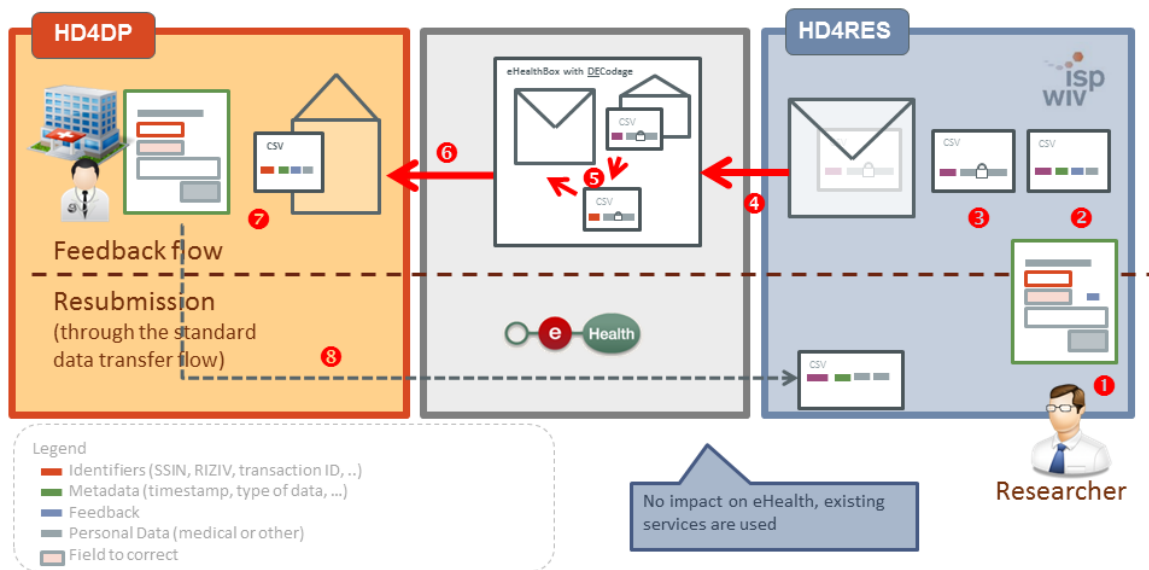 HD4DP
HD4RES
eHealthBox with DECodage
isp
wiv
CSV
CSV
CSV
CSV
CSV
CSV
6
5
4
3
2
7
Feedback flow
Resubmission
(through the standard
data transfer flow)
8
e
Health
CSV
1
Researcher
Legend
Identifiers (SSIN, RIZIV, transaction ID, ..)
Metadata (timestamp, type of data, ...)
Feedback
Personal Data (medical or other)
Field to correct
No impact on eHealth, existing
services are used